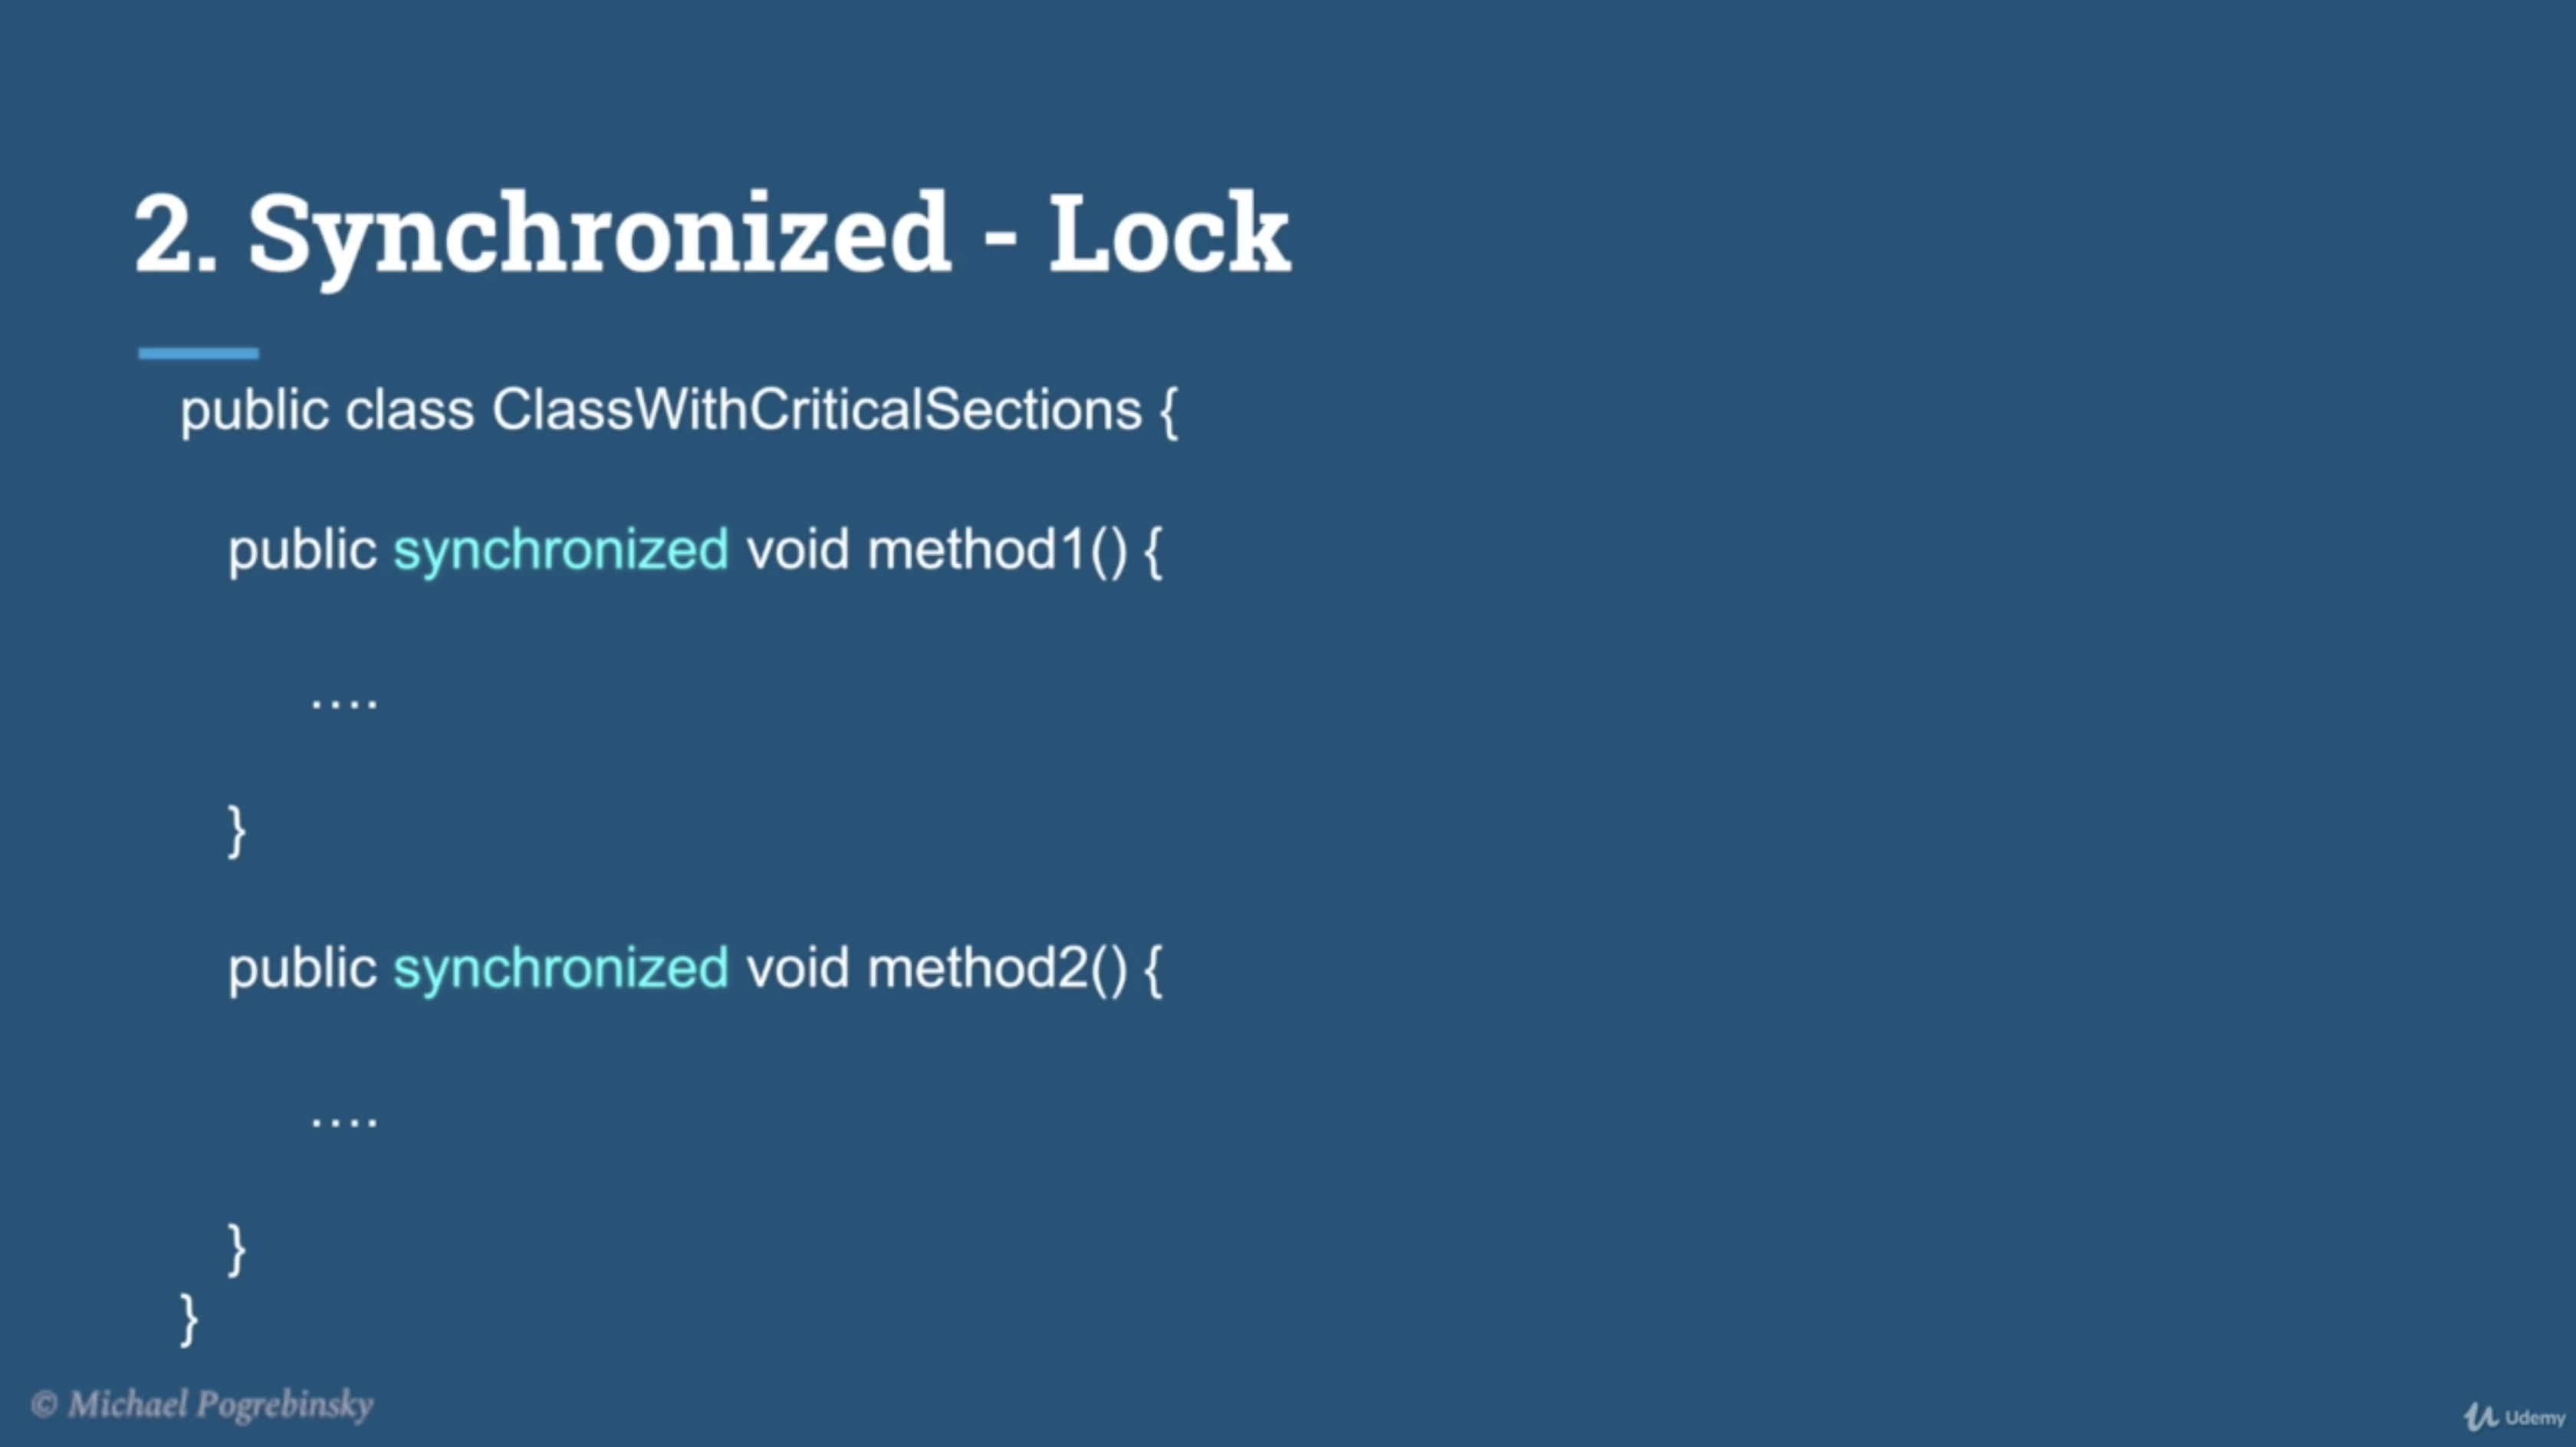 2. Synchronized - Lock
public class ClassWithCriticalSections {
public synchronized void method1() {
....
}
public synchronized void method2() {
....
}
}
© Michael Pogrebinsky
Udemy